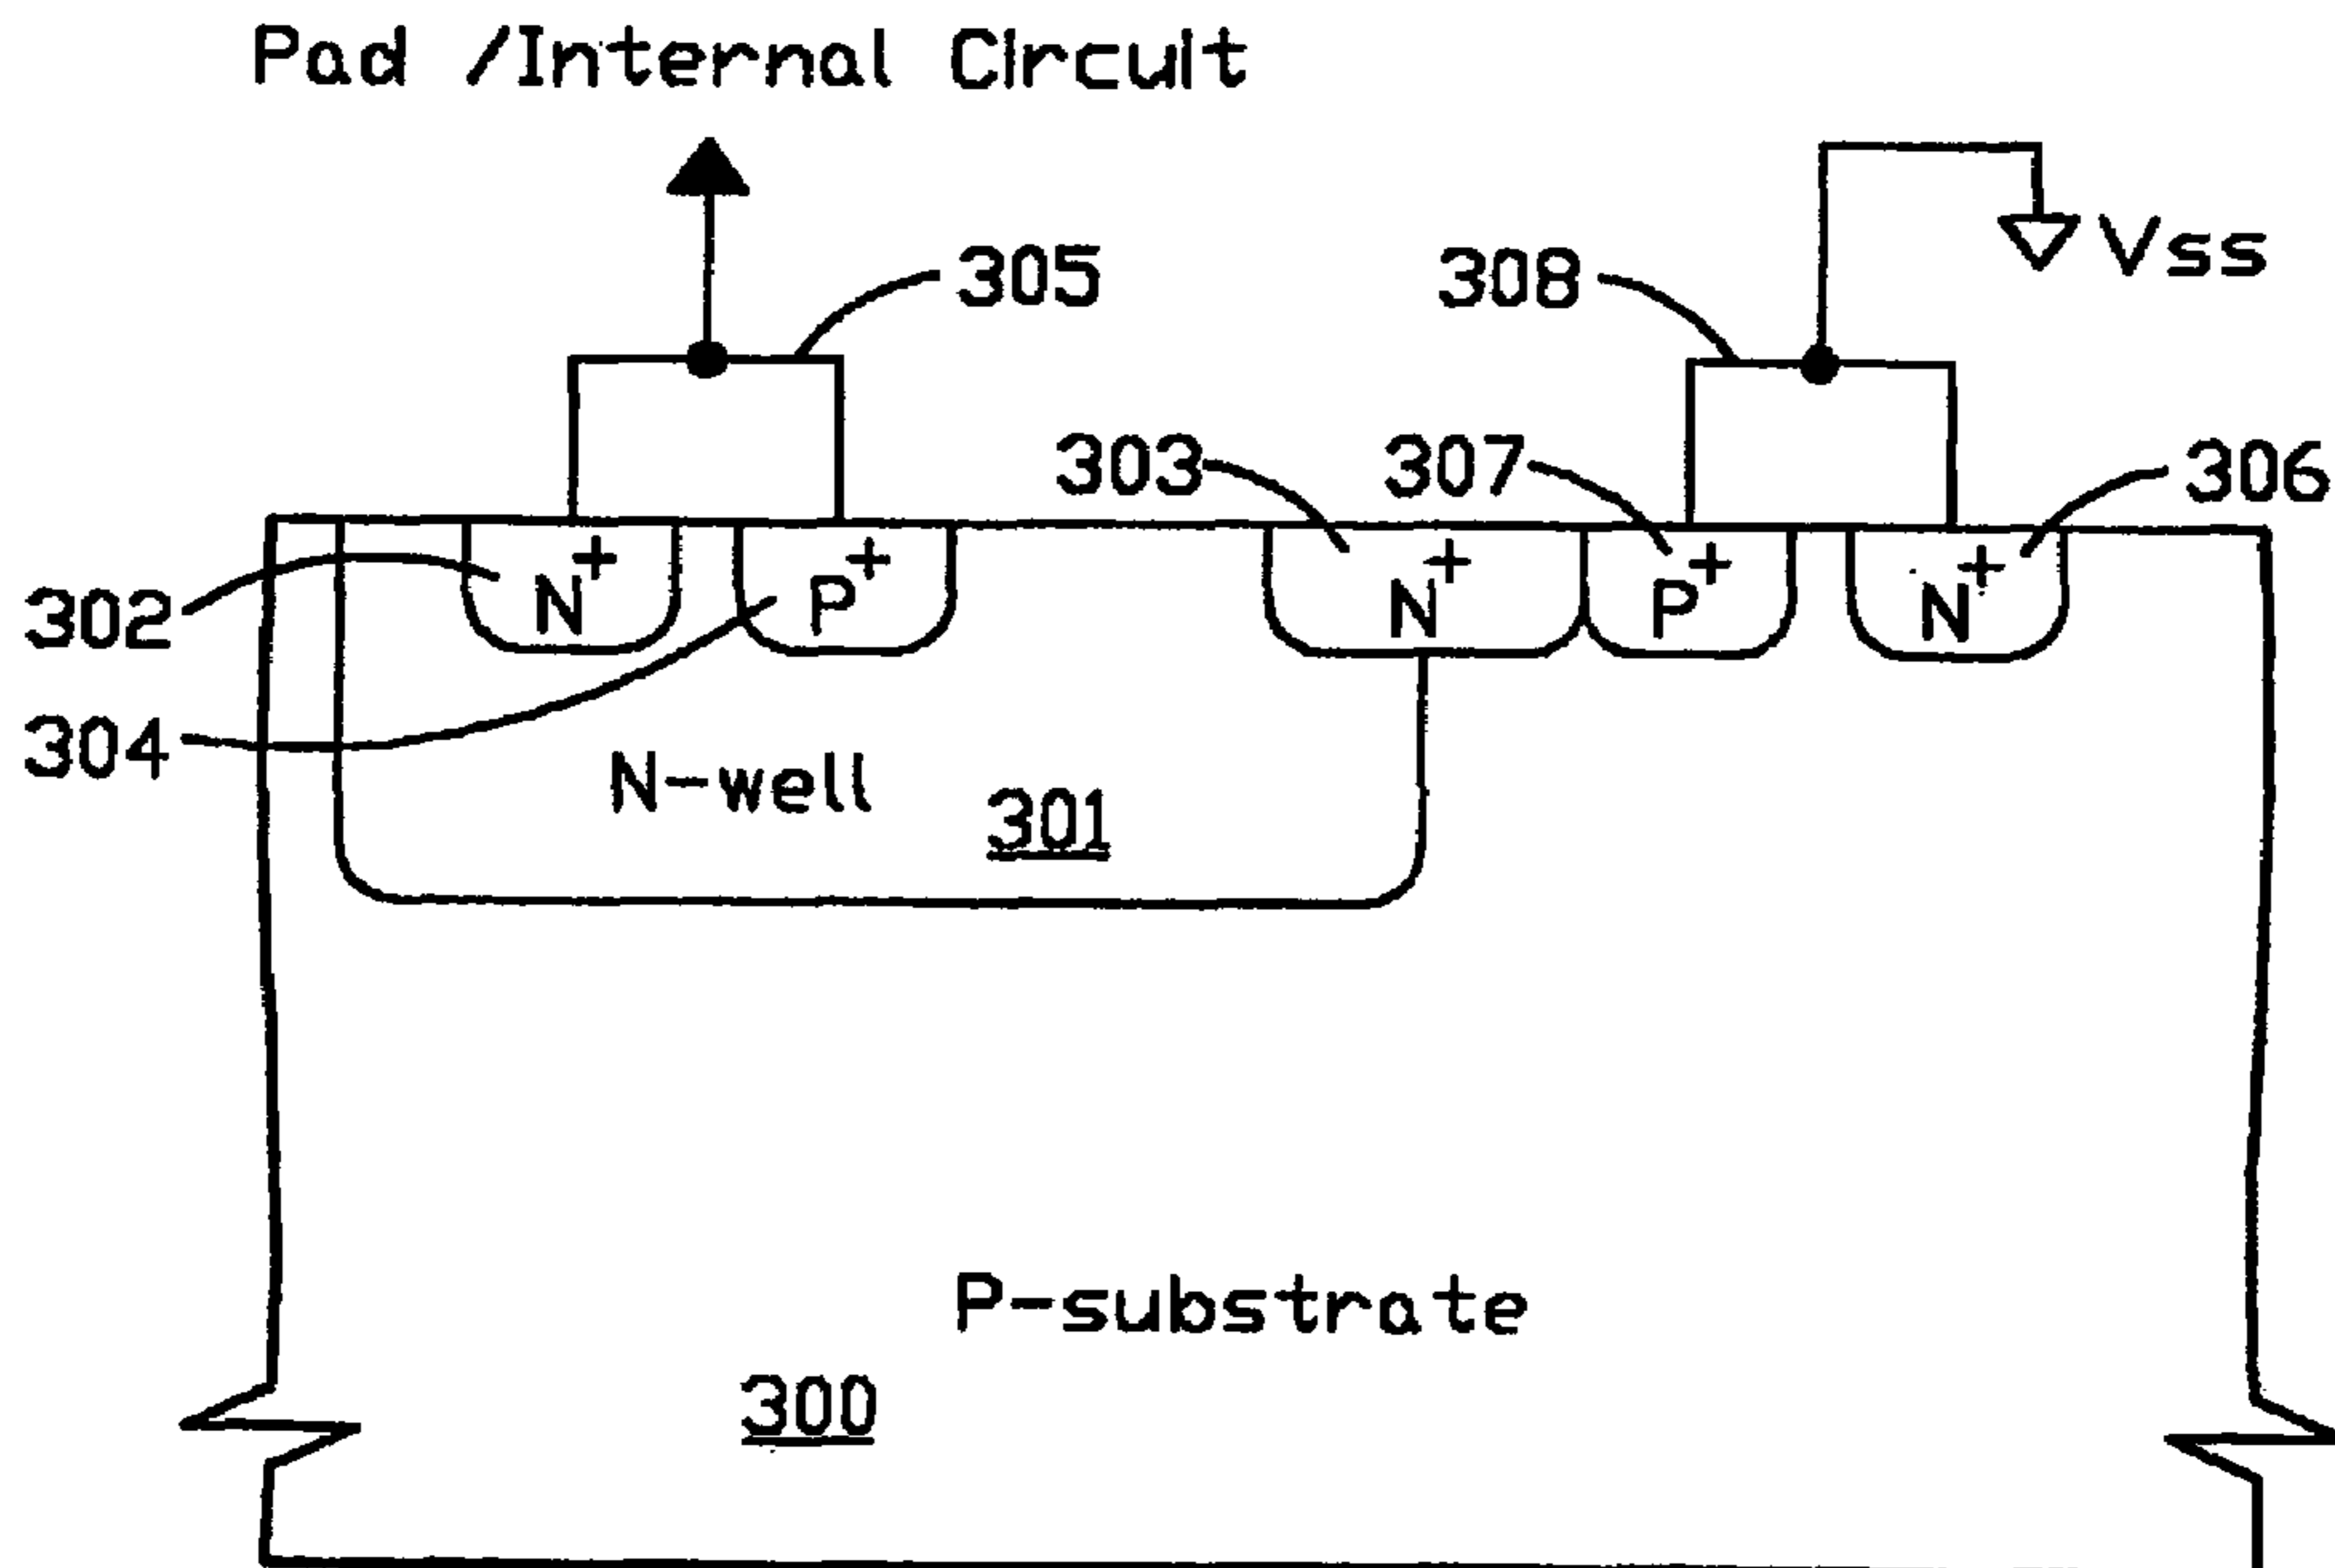 Pad /Internal Circuit
Vss
305
308
303
307
306
N+
P+
N+
P+
N+
302
304
N-well
301
P-substrate
300